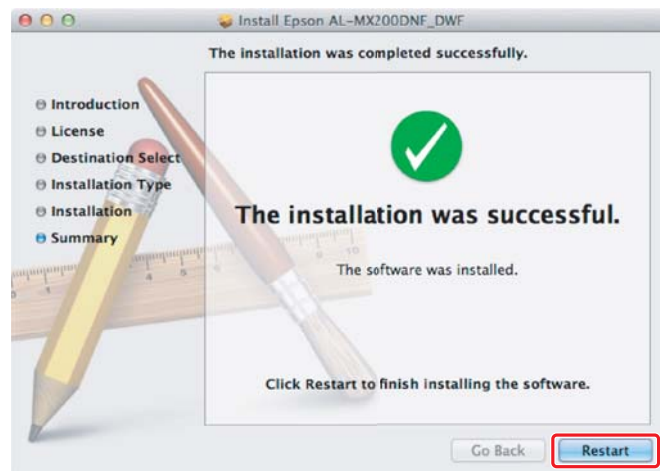 Install Epson AL-MX200DNF_DWF
The installation was completed successfully.
Introduction
License
Destination Select
Installation Type
Installation
Summary
The installation was successful.
The software was installed.
Click Restart to finish installing the software.
Go Back
Restart